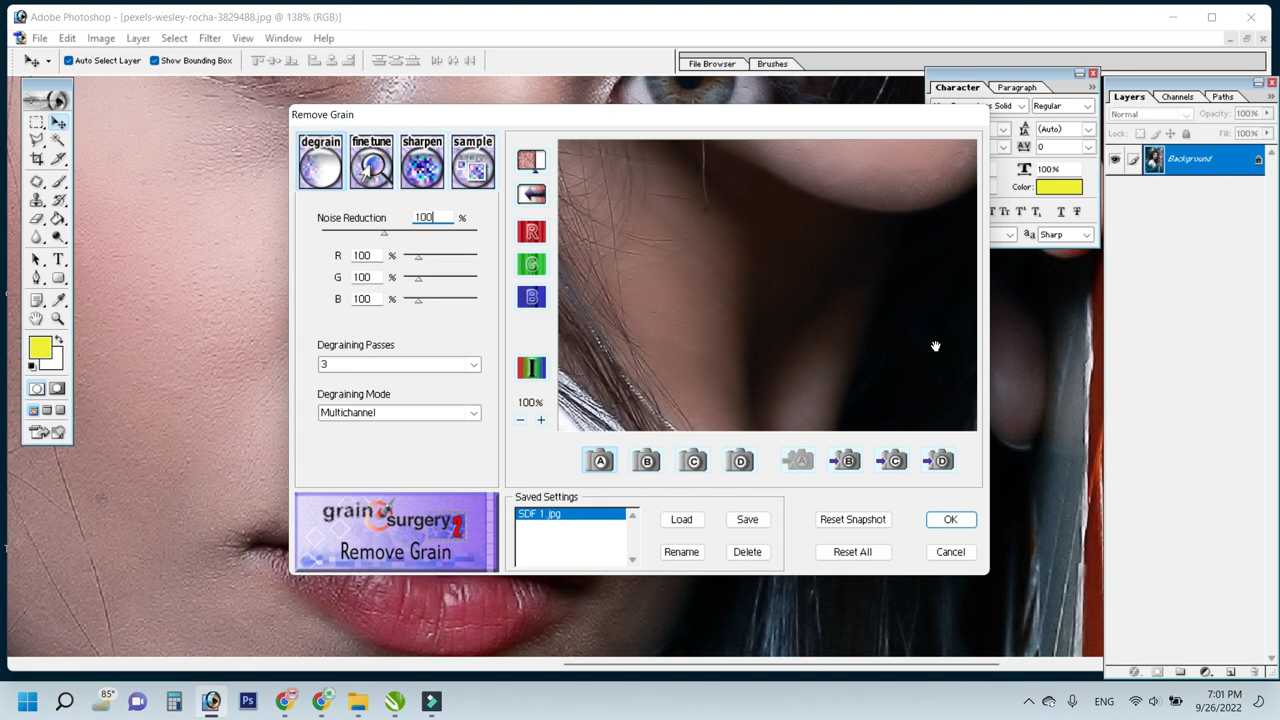 Adobe Photoshop - [pexels-wesley-rocha-3829488.jpg @ 138% (RGB)]
File Edit Image Layer Select Filter View Window Help
Auto Select Layer Show Bounding Box
File Browser Brushes
Character Paragraph
Solid Regular
(Auto)
0
100%
Color:
Sharp
Layers Channels Paths
Normal Opacity: 100%
Lock: Fill: 100%
Background
Remove Grain
degrain fine tune sharpen sample
Noise Reduction 100 %
R 100 %
G 100 %
B 100 %
Degraining Passes
3
Degraining Mode
Multichannel
R
G
B
I
100%
A B C D A B C D
grain surgery 2
Remove Grain
Saved Settings
SDF 1.jpg
Load Save
Rename Delete
Reset Snapshot OK
Reset All Cancel
85°
Ps
ENG
7:01 PM
9/26/2022